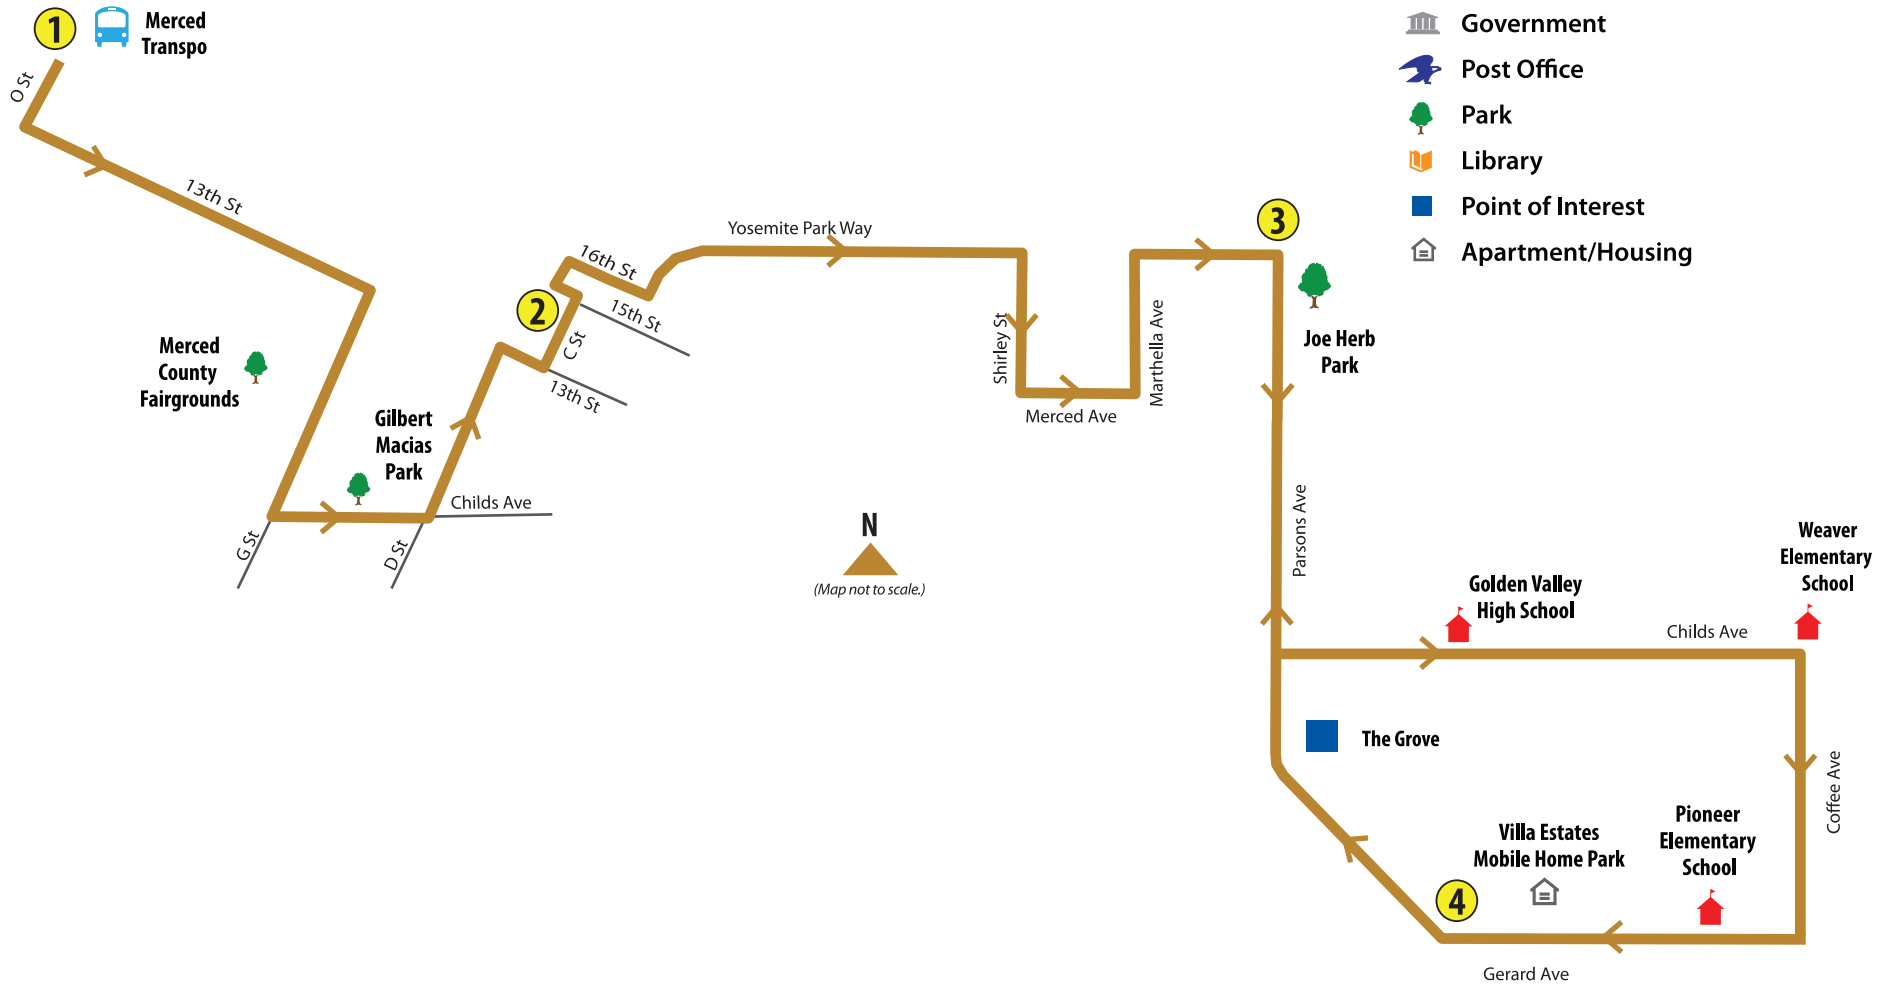 1
Merced
Transpo
O St
13th St
Merced
County
Fairgrounds
Gilbert
Macias
Park
G St
D St
Childs Ave
2
C St
13th St
15th St
16th St
Yosemite Park Way
Shirley St
Merced Ave
Marthella Ave
3
Joe Herb
Park
Government
Post Office
Park
Library
Point of Interest
Apartment/Housing
N
(Map not to scale.)
Parsons Ave
Golden Valley
High School
Childs Ave
Weaver
Elementary
School
The Grove
Coffee Ave
Villa Estates
Mobile Home Park
Pioneer
Elementary
School
4
Gerard Ave